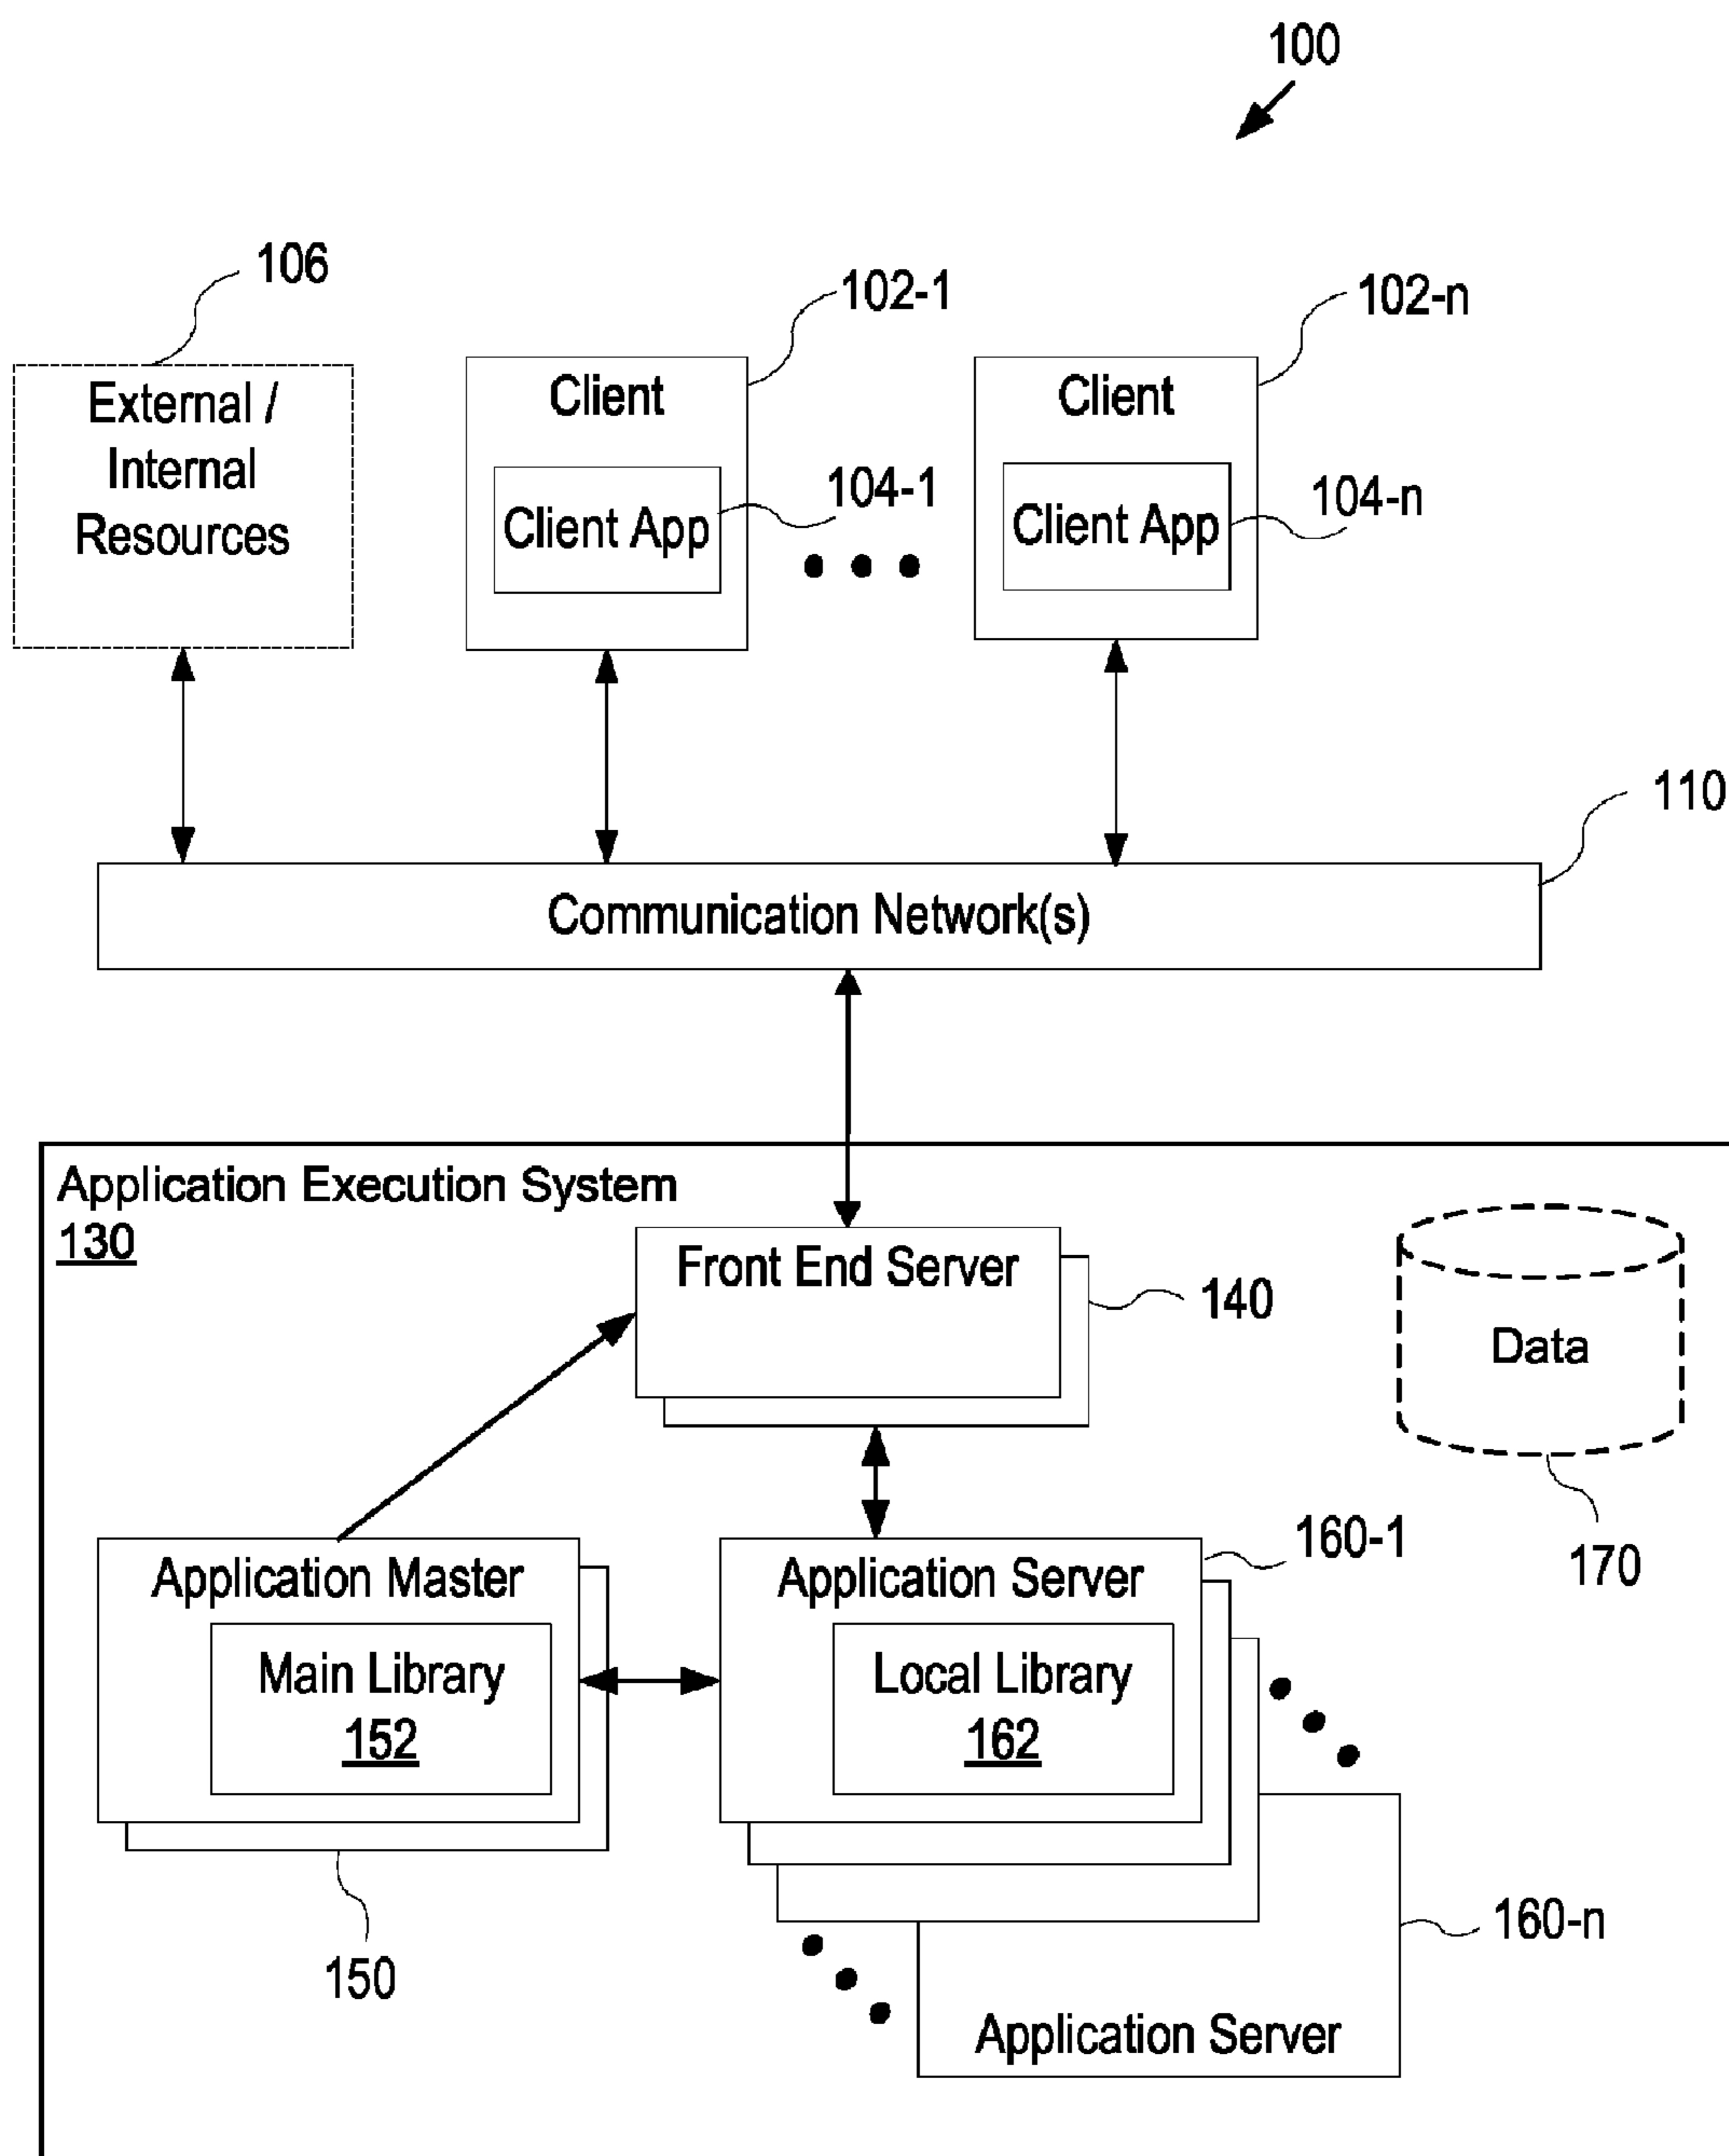 100
106
102-1
102-n
External /
Internal
Resources
Client
Client App
104-1
Client
Client App
104-n
110
Communication Network(s)
Application Execution System
130
Front End Server
140
Data
170
Application Master
Main Library
152
150
Application Server
160-1
Local Library
162
160-n
Application Server